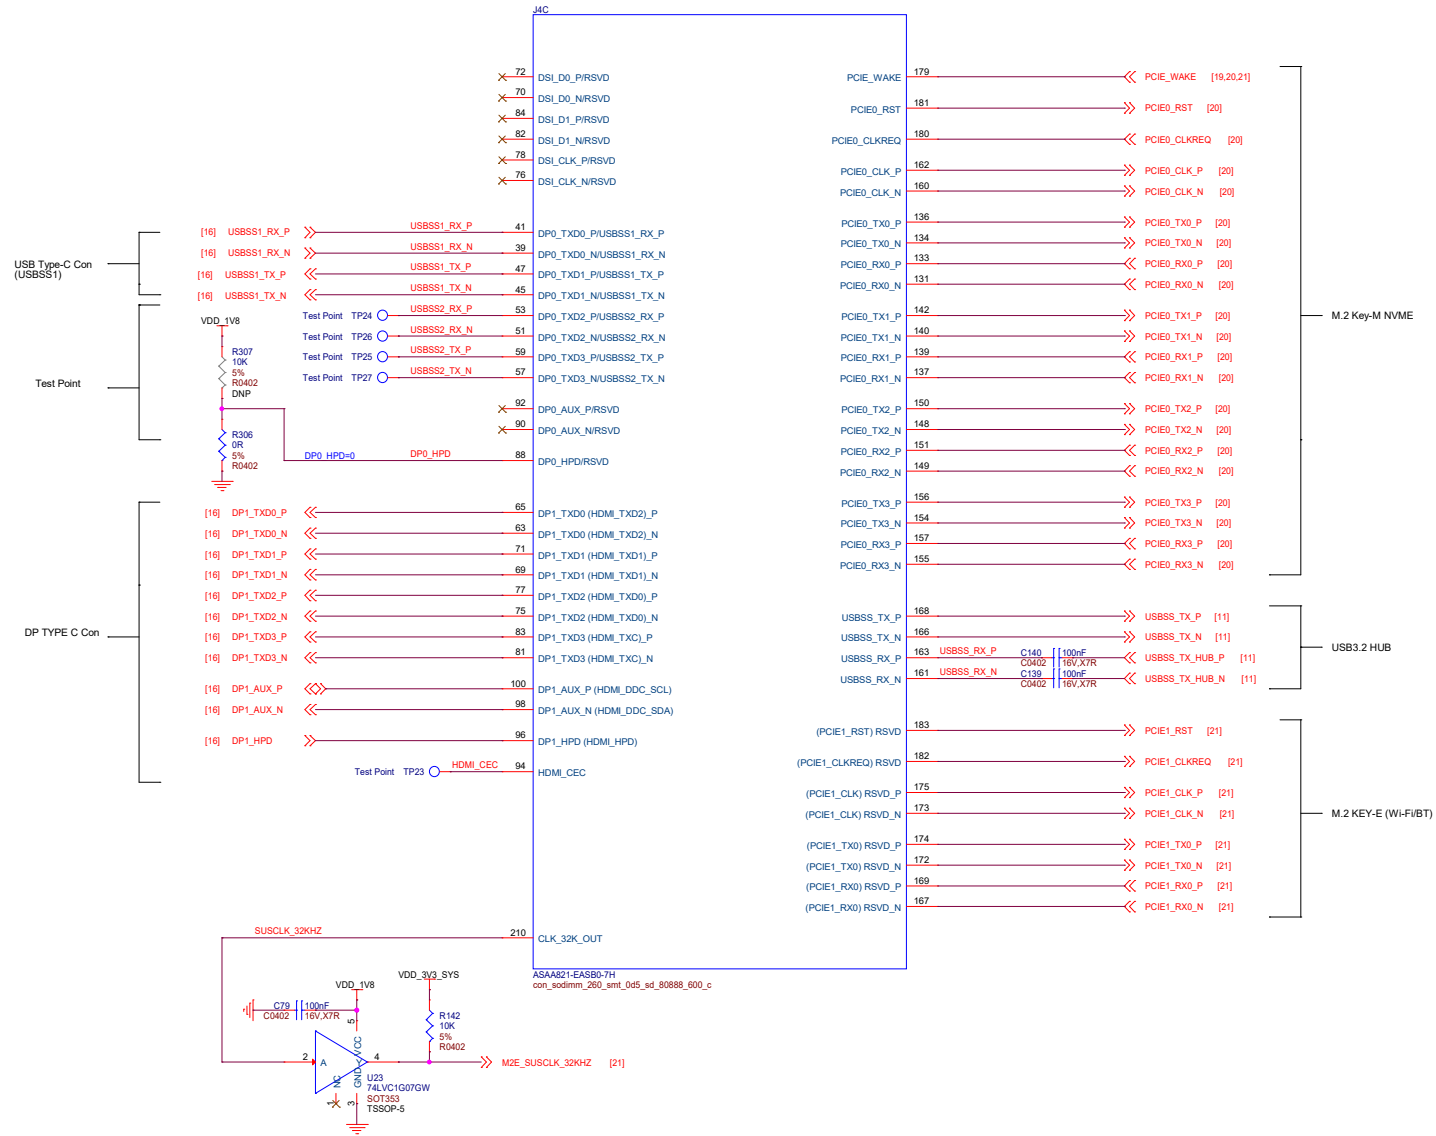 J4C
72 DSI_D0_P/RSVD
70 DSI_D0_N/RSVD
84 DSI_D1_P/RSVD
82 DSI_D1_N/RSVD
78 DSI_CLK_P/RSVD
76 DSI_CLK_N/RSVD
USB Type-C Con
(USBSS1)
[16] USBSS1_RX_P USBSS1_RX_P 41 DP0_TXD0_P/USBSS1_RX_P
[16] USBSS1_RX_N USBSS1_RX_N 39 DP0_TXD0_N/USBSS1_RX_N
[16] USBSS1_TX_P USBSS1_TX_P 47 DP0_TXD1_P/USBSS1_TX_P
[16] USBSS1_TX_N USBSS1_TX_N 45 DP0_TXD1_N/USBSS1_TX_N
Test Point TP24 USBSS2_RX_P 53 DP0_TXD2_P/USBSS2_RX_P
Test Point TP26 USBSS2_RX_N 51 DP0_TXD2_N/USBSS2_RX_N
Test Point TP25 USBSS2_TX_P 59 DP0_TXD3_P/USBSS2_TX_P
Test Point TP27 USBSS2_TX_N 57 DP0_TXD3_N/USBSS2_TX_N
Test Point
VDD_1V8
R307
10K
5%
R0402
DNP
R306
0R
5%
R0402
92 DP0_AUX_P/RSVD
90 DP0_AUX_N/RSVD
DP0_HPD=0 DP0_HPD 88 DP0_HPD/RSVD
DP TYPE C Con
[16] DP1_TXD0_P 65 DP1_TXD0 (HDMI_TXD2)_P
[16] DP1_TXD0_N 63 DP1_TXD0 (HDMI_TXD2)_N
[16] DP1_TXD1_P 71 DP1_TXD1 (HDMI_TXD1)_P
[16] DP1_TXD1_N 69 DP1_TXD1 (HDMI_TXD1)_N
[16] DP1_TXD2_P 77 DP1_TXD2 (HDMI_TXD0)_P
[16] DP1_TXD2_N 75 DP1_TXD2 (HDMI_TXD0)_N
[16] DP1_TXD3_P 83 DP1_TXD3 (HDMI_TXC)_P
[16] DP1_TXD3_N 81 DP1_TXD3 (HDMI_TXC)_N
[16] DP1_AUX_P 100 DP1_AUX_P (HDMI_DDC_SCL)
[16] DP1_AUX_N 98 DP1_AUX_N (HDMI_DDC_SDA)
[16] DP1_HPD 96 DP1_HPD (HDMI_HPD)
Test Point TP23 HDMI_CEC 94 HDMI_CEC
SUSCLK_32KHZ 210 CLK_32K_OUT
PCIE_WAKE 179 PCIE_WAKE [19,20,21]
PCIE0_RST 181 PCIE0_RST [20]
PCIE0_CLKREQ 180 PCIE0_CLKREQ [20]
PCIE0_CLK_P 162 PCIE0_CLK_P [20]
PCIE0_CLK_N 160 PCIE0_CLK_N [20]
PCIE0_TX0_P 136 PCIE0_TX0_P [20]
PCIE0_TX0_N 134 PCIE0_TX0_N [20]
PCIE0_RX0_P 133 PCIE0_RX0_P [20]
PCIE0_RX0_N 131 PCIE0_RX0_N [20]
PCIE0_TX1_P 142 PCIE0_TX1_P [20]
PCIE0_TX1_N 140 PCIE0_TX1_N [20]
PCIE0_RX1_P 139 PCIE0_RX1_P [20]
PCIE0_RX1_N 137 PCIE0_RX1_N [20]
PCIE0_TX2_P 150 PCIE0_TX2_P [20]
PCIE0_TX2_N 148 PCIE0_TX2_N [20]
PCIE0_RX2_P 151 PCIE0_RX2_P [20]
PCIE0_RX2_N 149 PCIE0_RX2_N [20]
PCIE0_TX3_P 156 PCIE0_TX3_P [20]
PCIE0_TX3_N 154 PCIE0_TX3_N [20]
PCIE0_RX3_P 157 PCIE0_RX3_P [20]
PCIE0_RX3_N 155 PCIE0_RX3_N [20]
M.2 Key-M NVME
USBSS_TX_P 168 USBSS_TX_P [11]
USBSS_TX_N 166 USBSS_TX_N [11]
USBSS_RX_P 163 USBSS_RX_P C140 100nF C0402 16V,X7R USBSS_TX_HUB_P [11]
USBSS_RX_N 161 USBSS_RX_N C139 100nF C0402 16V,X7R USBSS_TX_HUB_N [11]
USB3.2 HUB
(PCIE1_RST) RSVD 183 PCIE1_RST [21]
(PCIE1_CLKREQ) RSVD 182 PCIE1_CLKREQ [21]
(PCIE1_CLK) RSVD_P 175 PCIE1_CLK_P [21]
(PCIE1_CLK) RSVD_N 173 PCIE1_CLK_N [21]
(PCIE1_TX0) RSVD_P 174 PCIE1_TX0_P [21]
(PCIE1_TX0) RSVD_N 172 PCIE1_TX0_N [21]
(PCIE1_RX0) RSVD_P 169 PCIE1_RX0_P [21]
(PCIE1_RX0) RSVD_N 167 PCIE1_RX0_N [21]
M.2 KEY-E (Wi-Fi/BT)
ASAA821-EASB0-7H
con_sodimm_260_smt_0d5_sd_80888_600_c
VDD_3V3_SYS
VDD_1V8
C79 100nF
C0402 16V,X7R
R142
10K
5%
R0402
5 VCC
2 A
Y 4
M2E_SUSCLK_32KHZ [21]
NC 1
GND 3
U23
74LVC1G07GW
SOT353
TSSOP-5